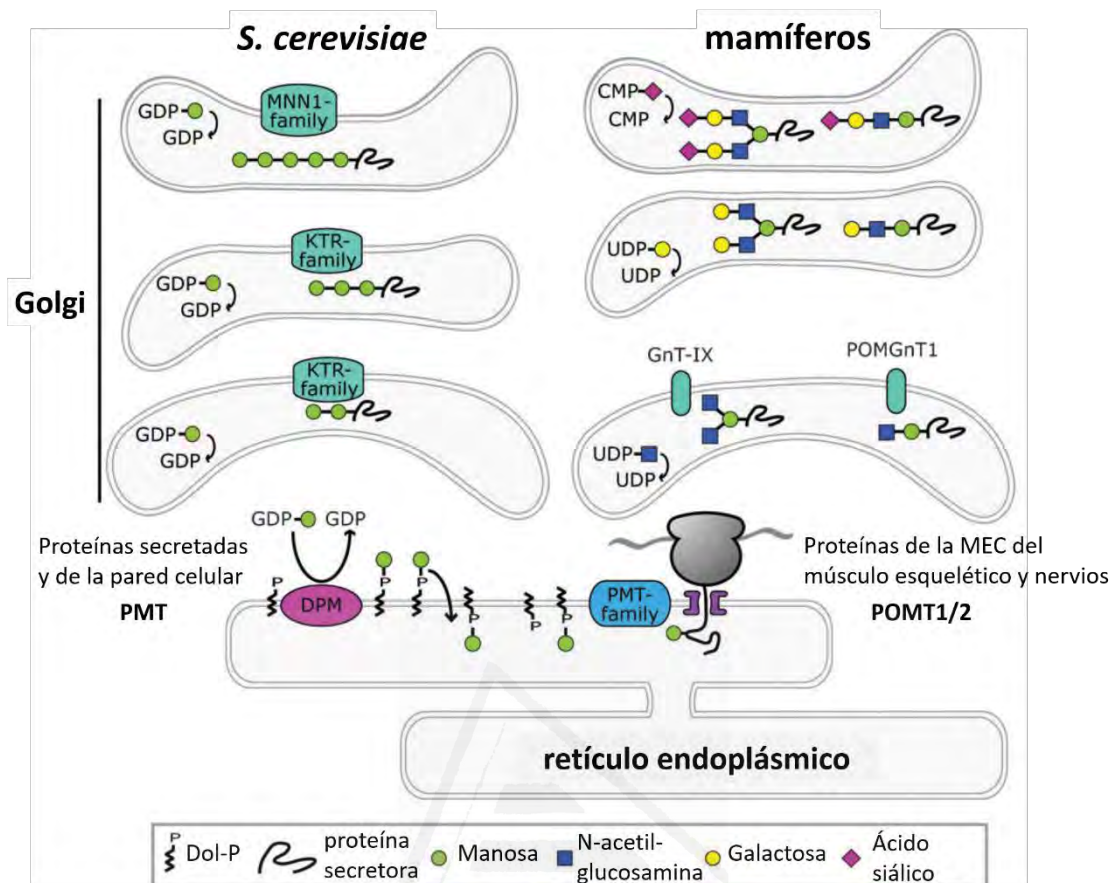 S. cerevisiae
mamíferos
GDP
GDP
MNN1-
family
CMP
CMP
GDP
GDP
KTR-
family
UDP
UDP
Golgi
GDP
GDP
KTR-
family
GnT-IX
POMGnT1
UDP
UDP
Proteínas secretadas
y de la pared celular
PMT
GDP
GDP
P
DPM
P
P
P
P
P
PMT-
family
Proteínas de la MEC del
músculo esquelético y nervios
POMT1/2
retículo endoplásmico
P
Dol-P
proteína
secretora
Manosa
N-acetil-
glucosamina
Galactosa
Ácido
siálico